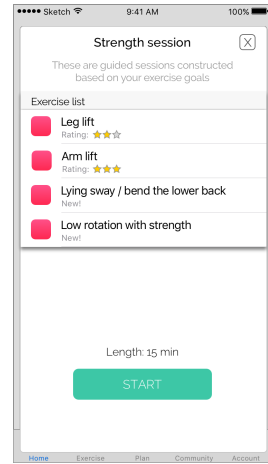 Sketch 9:41 AM 100%
Strength session X
These are guided sessions constructed
based on your exercise goals
Exercise list
Leg lift
Rating:
Arm lift
Rating:
Lying sway / bend the lower back
New!
Low rotation with strength
New!
Length: 15 min
START
Home Exercise Plan Community Account